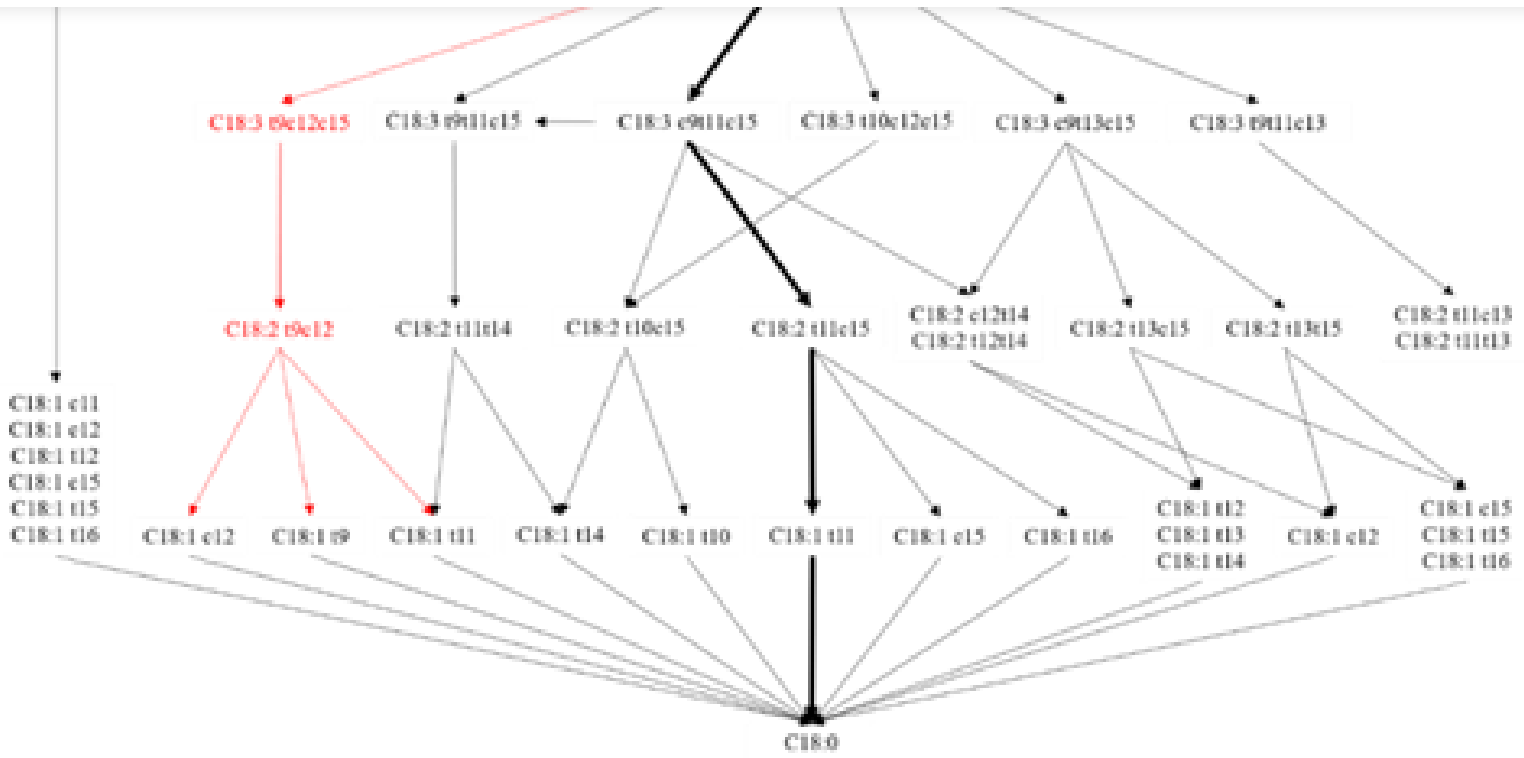 C18:3 t9c12c15
C18:3 t9t11c15
C18:3 c9t11c15
C18:3 t10c12c15
C18:3 c9t13c15
C18:3 t9t11c13
C18:2 t9c12
C18:2 t11t14
C18:2 t10c15
C18:2 t11c15
C18:2 c12t14
C18:2 t12t14
C18:2 t13c15
C18:2 t13t15
C18:2 t11c13
C18:2 t11t13
C18:1 c11
C18:1 c12
C18:1 t12
C18:1 c15
C18:1 t15
C18:1 t16
C18:1 c12
C18:1 t9
C18:1 t11
C18:1 t14
C18:1 t10
C18:1 t11
C18:1 c15
C18:1 t16
C18:1 t12
C18:1 t13
C18:1 t14
C18:1 c12
C18:1 c15
C18:1 t15
C18:1 t16
C18:0